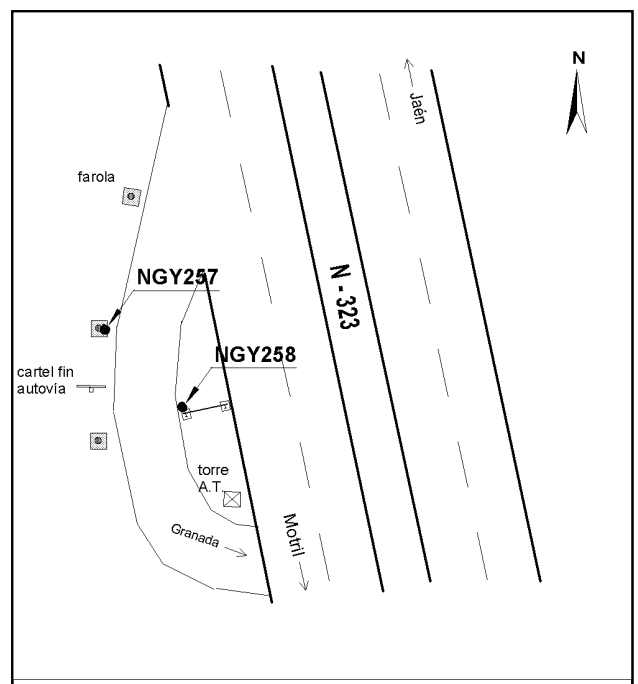 N
Jaén
farola
NGY257
N - 323
NGY258
cartel fin
autovía
torre
A.T.
Granada
Motril